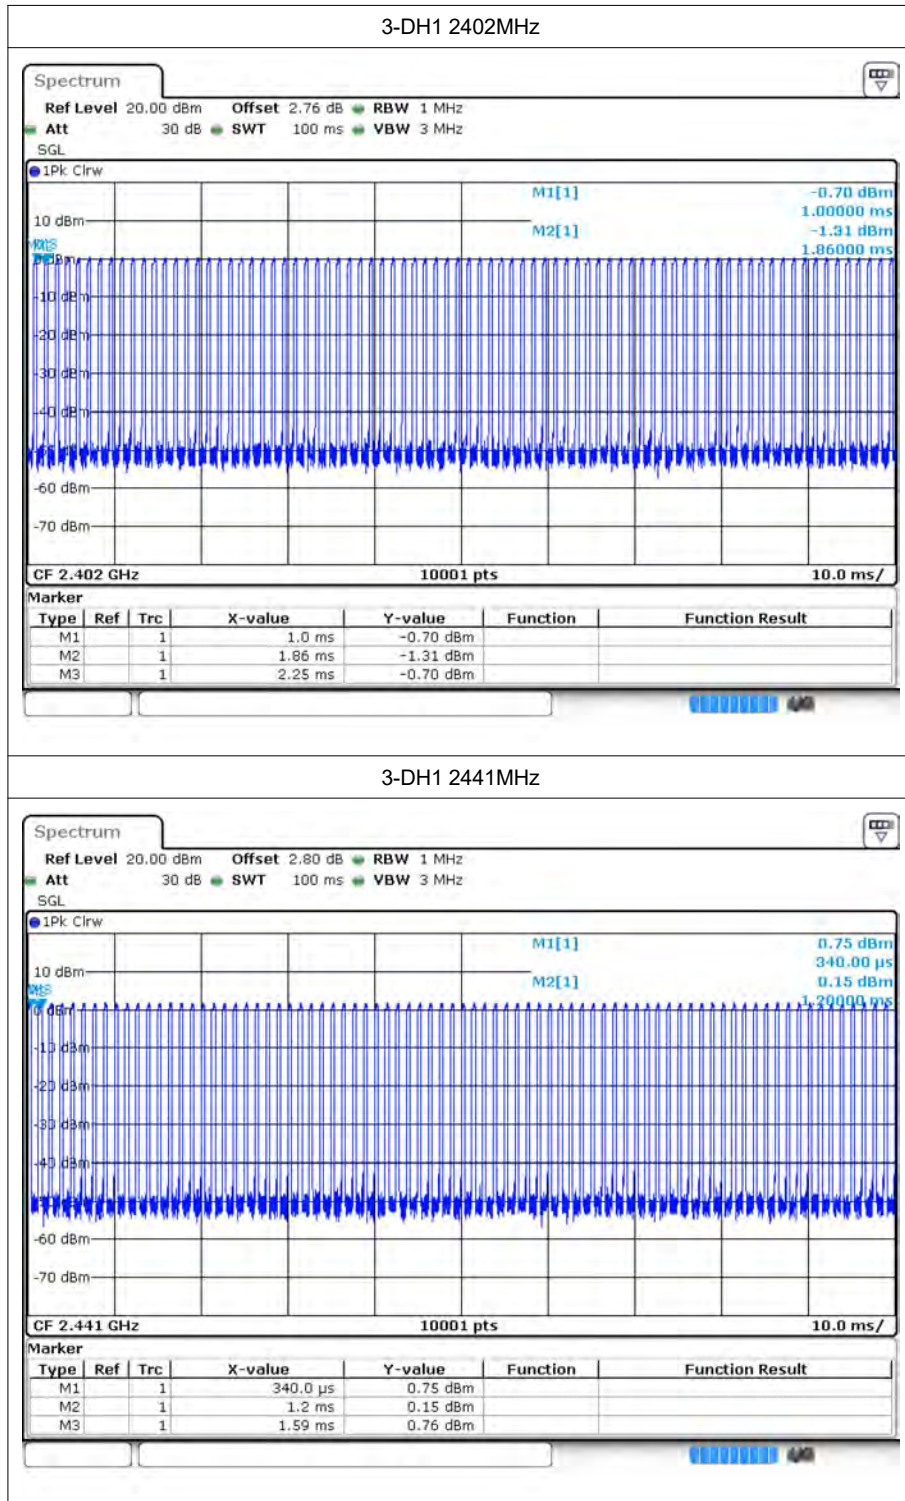 3-DH1 2402MHz
Spectrum
Ref Level 20.00 dBm Offset 2.76 dB RBW 1 MHz
Att 30 dB SWT 100 ms VBW 3 MHz
SGL
1Pk Clrw
M1[1] -0.70 dBm
1.00000 ms
10 dBm
M2[1] -1.31 dBm
1.86000 ms
-10 dBm
-20 dBm
-30 dBm
-40 dBm
-60 dBm
-70 dBm
CF 2.402 GHz 10001 pts 10.0 ms/
Marker
Type Ref Trc X-value Y-value Function Function Result
M1 1 1.0 ms -0.70 dBm
M2 1 1.86 ms -1.31 dBm
M3 1 2.25 ms -0.70 dBm
3-DH1 2441MHz
Spectrum
Ref Level 20.00 dBm Offset 2.80 dB RBW 1 MHz
Att 30 dB SWT 100 ms VBW 3 MHz
SGL
1Pk Clrw
M1[1] 0.75 dBm
340.00 µs
10 dBm
M2[1] 0.15 dBm
1.20000 ms
0 dBm
-10 dBm
-20 dBm
-30 dBm
-40 dBm
-60 dBm
-70 dBm
CF 2.441 GHz 10001 pts 10.0 ms/
Marker
Type Ref Trc X-value Y-value Function Function Result
M1 1 340.0 µs 0.75 dBm
M2 1 1.2 ms 0.15 dBm
M3 1 1.59 ms 0.76 dBm